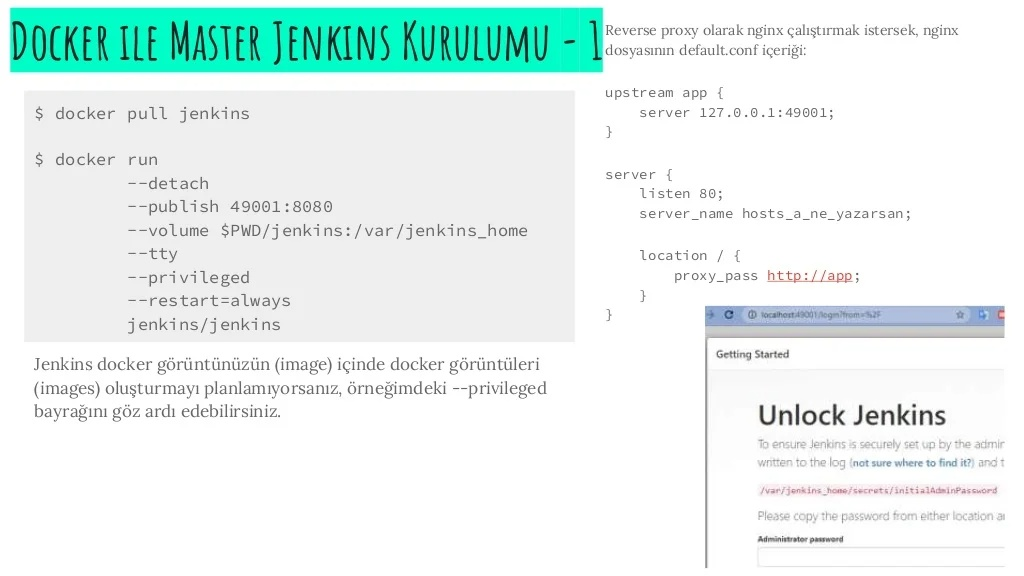 Docker ile Master Jenkins Kurulumu - 1
$ docker pull jenkins
$ docker run
--detach
--publish 49001:8080
--volume $PWD/jenkins:/var/jenkins_home
--tty
--privileged
--restart=always
jenkins/jenkins
Jenkins docker görüntünüzün (image) içinde docker görüntüleri
(images) oluşturmayı planlamıyorsanız, örneğimdeki --privileged
bayrağını göz ardı edebilirsiniz.
Reverse proxy olarak nginx çalıştırmak istersek, nginx
dosyasının default.conf içeriği:
upstream app {
server 127.0.0.1:49001;
}
server {
listen 80;
server_name hosts_a_ne_yazarsan;
location / {
proxy_pass http://app;
}
}
localhost:49001/login?from=%2F
Getting Started
Unlock Jenkins
To ensure Jenkins is securely set up by the admin
written to the log (not sure where to find it?) and t
/var/jenkins_home/secrets/initialAdminPassword
Please copy the password from either location a
Administrator password